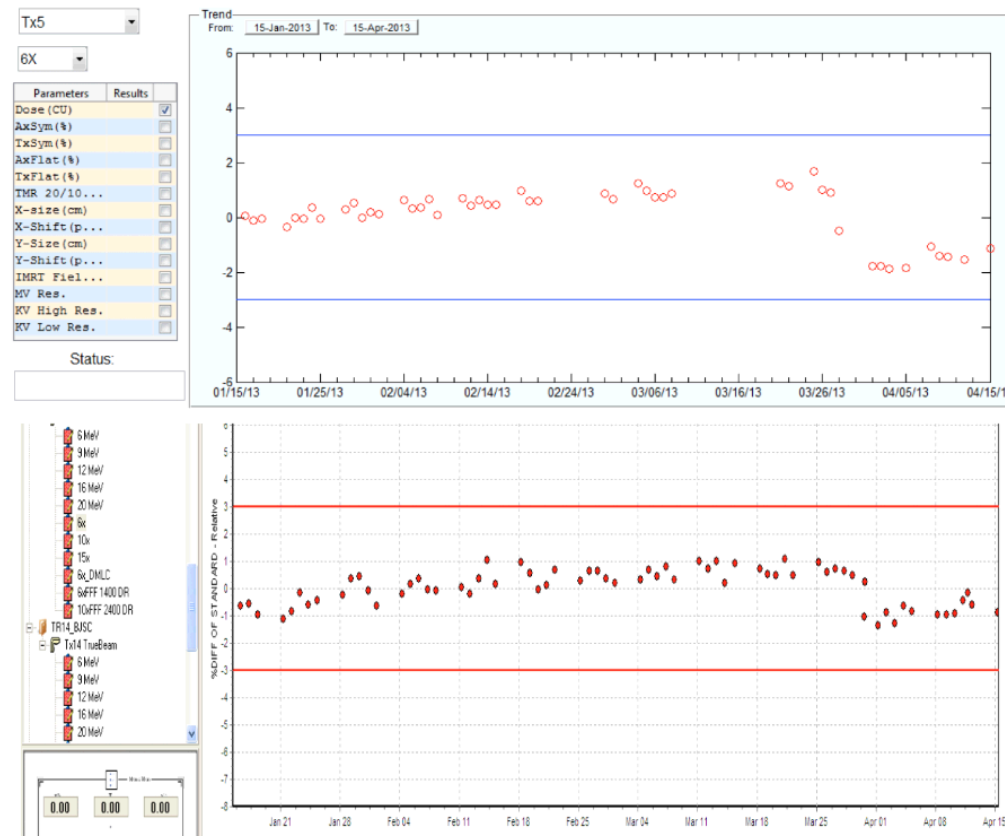 Tx5
Trend
From: 15-Jan-2013 To: 15-Apr-2013
6X
Parameters Results
Dose(CU)
AxSym(%)
TxSym(%)
AxFlat(%)
TxFlat(%)
TMR 20/10...
X-size(cm)
X-Shift(p...
Y-Size(cm)
Y-Shift(p...
IMRT Fiel...
MV Res.
KV High Res.
KV Low Res.
Status:
6
4
2
0
-2
-4
-6
01/15/13 01/25/13 02/04/13 02/14/13 02/24/13 03/06/13 03/16/13 03/26/13 04/05/13 04/15/1
6 MeV
9 MeV
12 MeV
16 MeV
20 MeV
6x
10x
15x
6x_DMLC
6xFFF 1400 DR
10xFFF 2400 DR
TR14_BJSC
Tx14 TrueBeam
6 MeV
9 MeV
12 MeV
16 MeV
20 MeV
0.00 0.00 0.00
%DIFF OF STANDARD - Relative
6
5
4
3
2
1
0
-1
-2
-3
-4
-5
-6
-7
-8
Jan 21 Jan 28 Feb 04 Feb 11 Feb 18 Feb 25 Mar 04 Mar 11 Mar 18 Mar 25 Apr 01 Apr 08 Apr 15